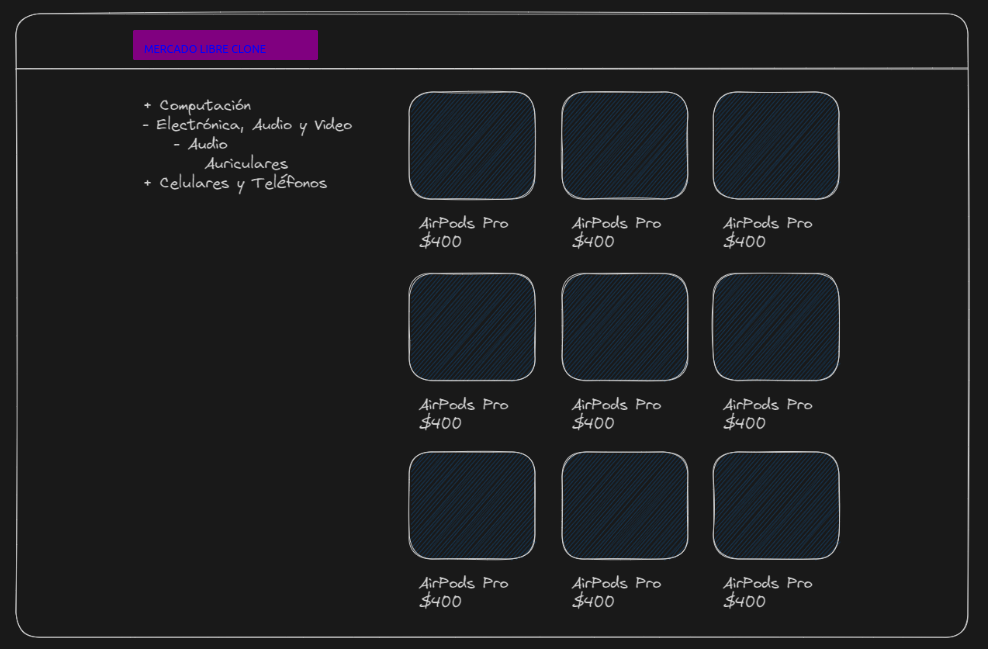 MERCADO LIBRE CLONE
+ Computación
- Electrónica, Audio y Video
- Audio
Auriculares
+ Celulares y Teléfonos
AirPods Pro
$400
AirPods Pro
$400
AirPods Pro
$400
AirPods Pro
$400
AirPods Pro
$400
AirPods Pro
$400
AirPods Pro
$400
AirPods Pro
$400
AirPods Pro
$400